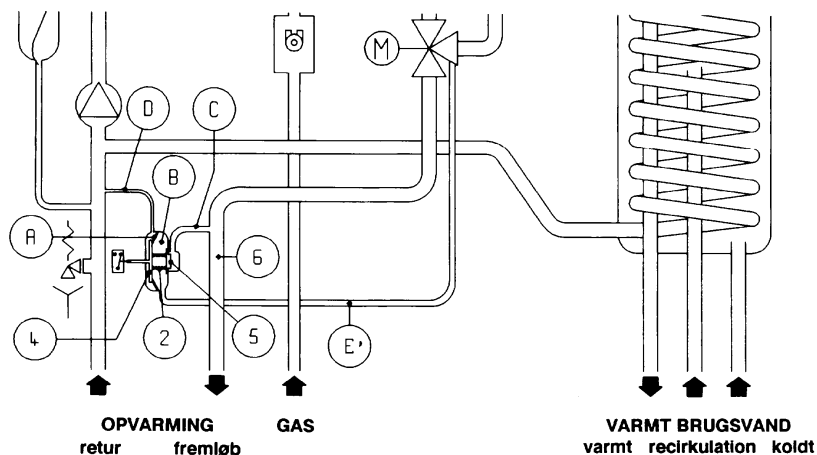 M
D
C
B
A
6
4
2
5
E'
OPVARMING
GAS
VARMT BRUGSVAND
retur fremløb
varmt recirkulation koldt